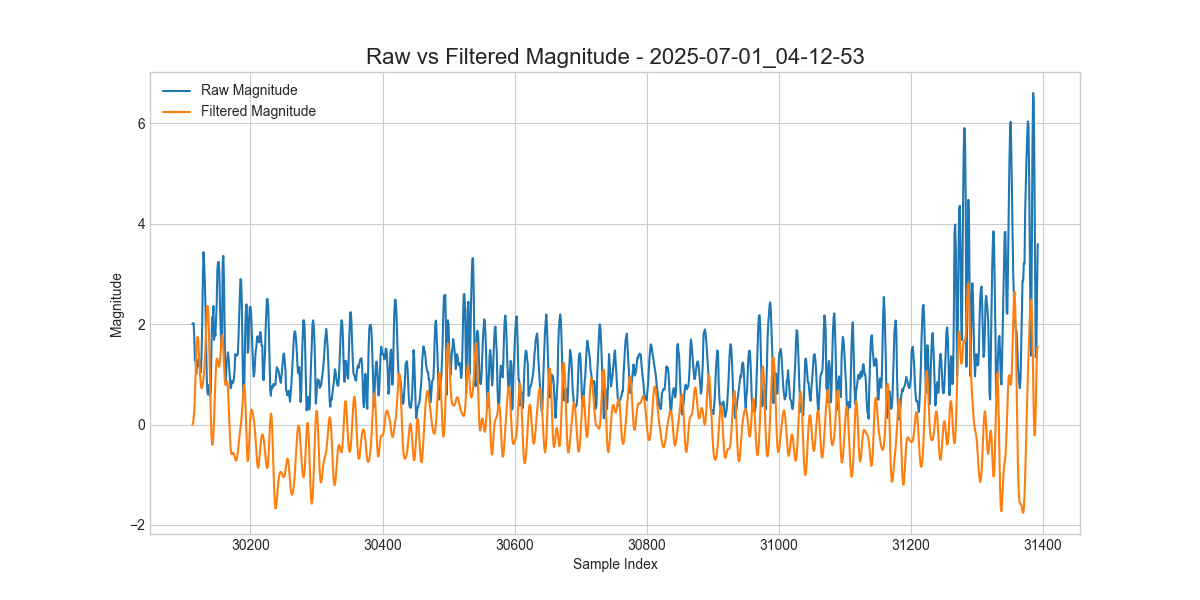 Raw vs Filtered Magnitude - 2025-07-01_04-12-53
Raw Magnitude
Filtered Magnitude
Magnitude
6
4
2
0
−2
30200 30400 30600 30800 31000 31200 31400
Sample Index